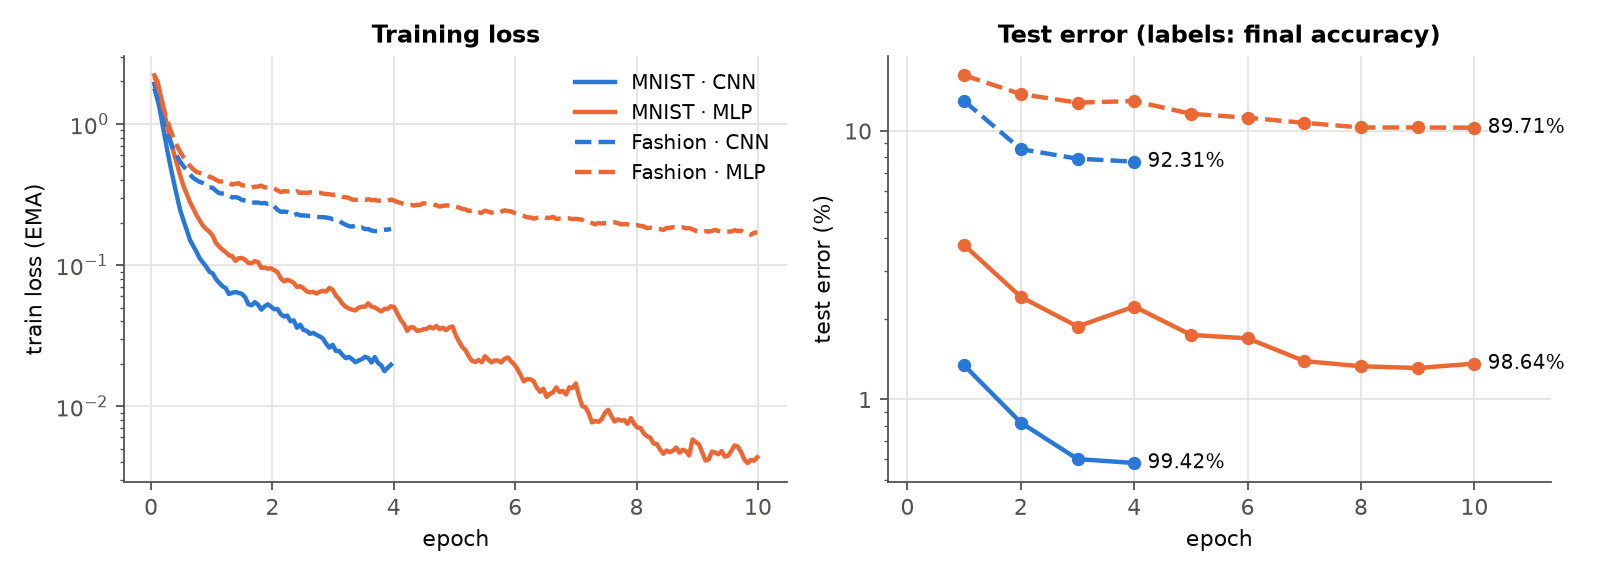 Training loss
train loss (EMA)
10⁰
10⁻¹
10⁻²
MNIST · CNN
MNIST · MLP
Fashion · CNN
Fashion · MLP
0 2 4 6 8 10
epoch
Test error (labels: final accuracy)
test error (%)
10
1
89.71%
92.31%
98.64%
99.42%
0 2 4 6 8 10
epoch